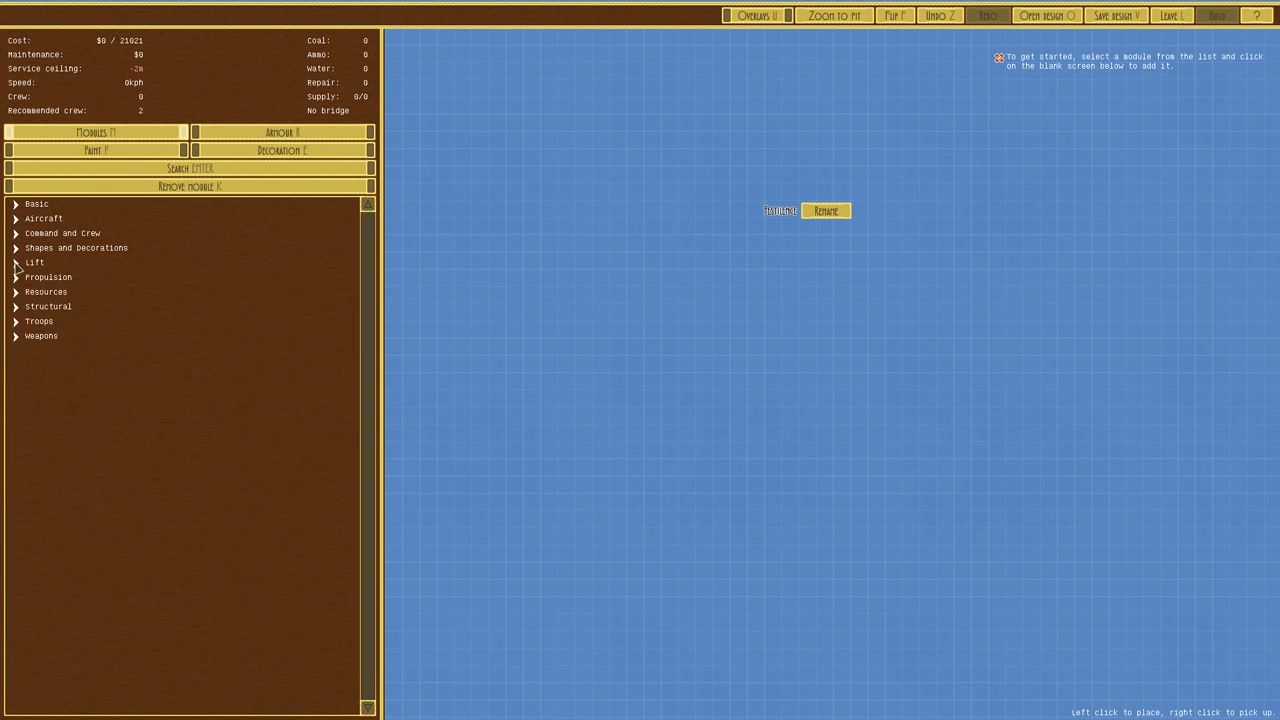 Overlays U Zoom to fit Flip F Undo Z Redo Open design O Save design V Leave L Build ?
Cost: $0 / 21021 Coal: 0
Maintenance: $0 Ammo: 0
Service ceiling: -2m Water: 0
Speed: 0kph Repair: 0
Crew: 0 Supply: 0/0
Recommended crew: 2 No bridge
To get started, select a module from the list and click
on the blank screen below to add it.
Modules M Armour R
Paint P Decoration E
Search ENTER
Remove module K
Basic
Aircraft
Command and Crew
Shapes and Decorations
Lift
Propulsion
Resources
Structural
Troops
Weapons
Pestilence Rename
Left click to place, right click to pick up.